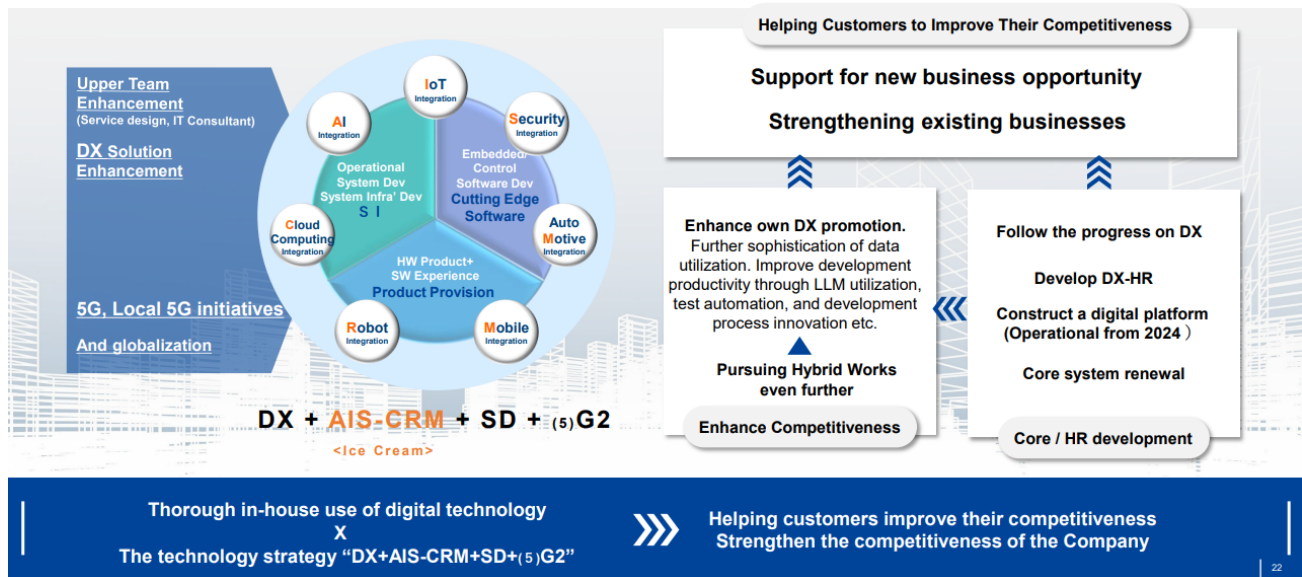 Upper Team
Enhancement
(Service design, IT Consultant)
DX Solution
Enhancement
5G, Local 5G initiatives
And globalization
IoT
Integration
AI
Integration
Security
Integration
Cloud
Computing
Integration
Auto
Motive
Integration
Robot
Integration
Mobile
Integration
Operational
System Dev
System Infra' Dev
S I
Embedded/
Control
Software Dev
Cutting Edge
Software
HW Product+
SW Experience
Product Provision
DX + AIS-CRM + SD + (5)G2
<Ice Cream>
Helping Customers to Improve Their Competitiveness
Support for new business opportunity
Strengthening existing businesses
Enhance own DX promotion.
Further sophistication of data
utilization. Improve development
productivity through LLM utilization,
test automation, and development
process innovation etc.
Pursuing Hybrid Works
even further
Enhance Competitiveness
Follow the progress on DX
Develop DX-HR
Construct a digital platform
(Operational from 2024）
Core system renewal
Core / HR development
Thorough in-house use of digital technology
X
The technology strategy “DX+AIS-CRM+SD+(5)G2”
Helping customers improve their competitiveness
Strengthen the competitiveness of the Company
22